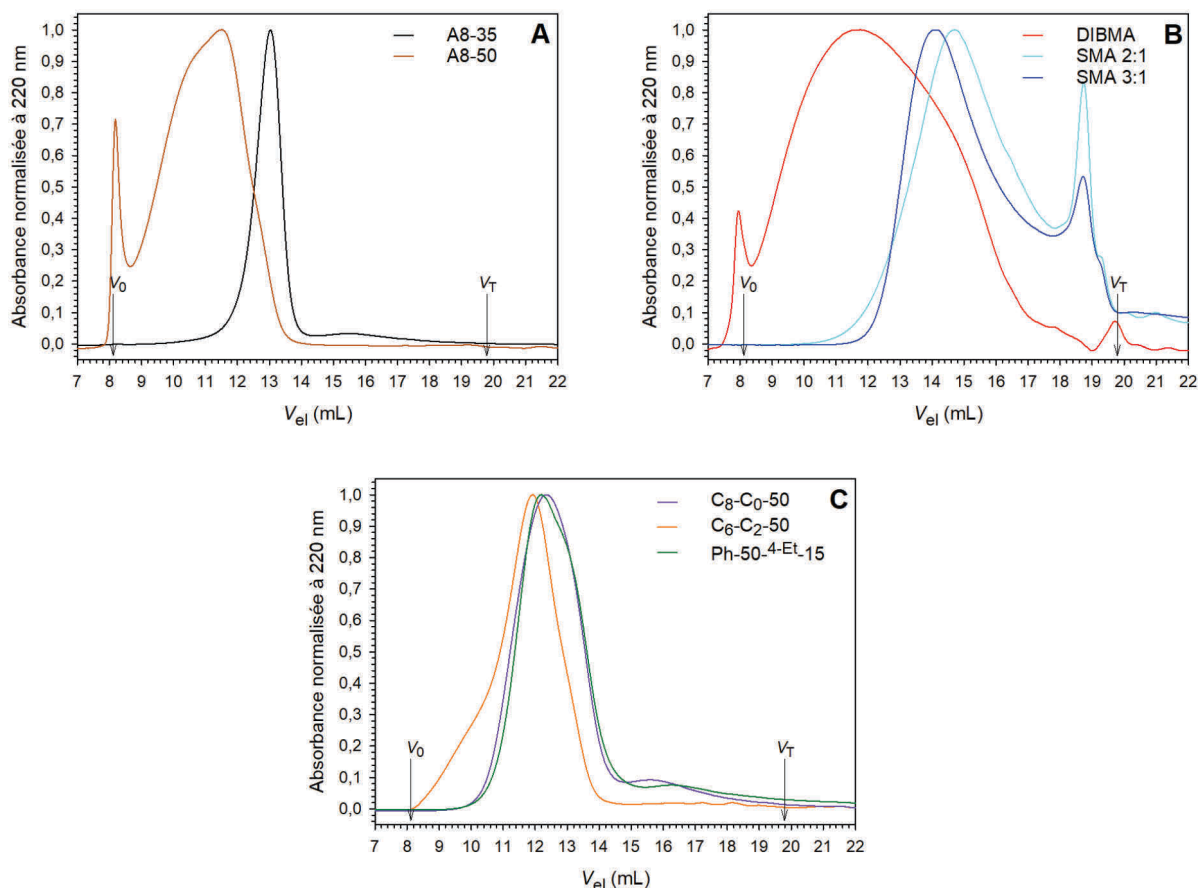 A
A8-35
A8-50
Absorbance normalisée à 220 nm
1,0
0,9
0,8
0,7
0,6
0,5
0,4
0,3
0,2
0,1
0,0
V0
VT
7 8 9 10 11 12 13 14 15 16 17 18 19 20 21 22
Vel (mL)
B
DIBMA
SMA 2:1
SMA 3:1
Absorbance normalisée à 220 nm
1,0
0,9
0,8
0,7
0,6
0,5
0,4
0,3
0,2
0,1
0,0
V0
VT
7 8 9 10 11 12 13 14 15 16 17 18 19 20 21 22
Vel (mL)
C
C8-C0-50
C6-C2-50
Ph-50-4-Et-15
Absorbance normalisée à 220 nm
1,0
0,9
0,8
0,7
0,6
0,5
0,4
0,3
0,2
0,1
0,0
V0
VT
7 8 9 10 11 12 13 14 15 16 17 18 19 20 21 22
Vel (mL)